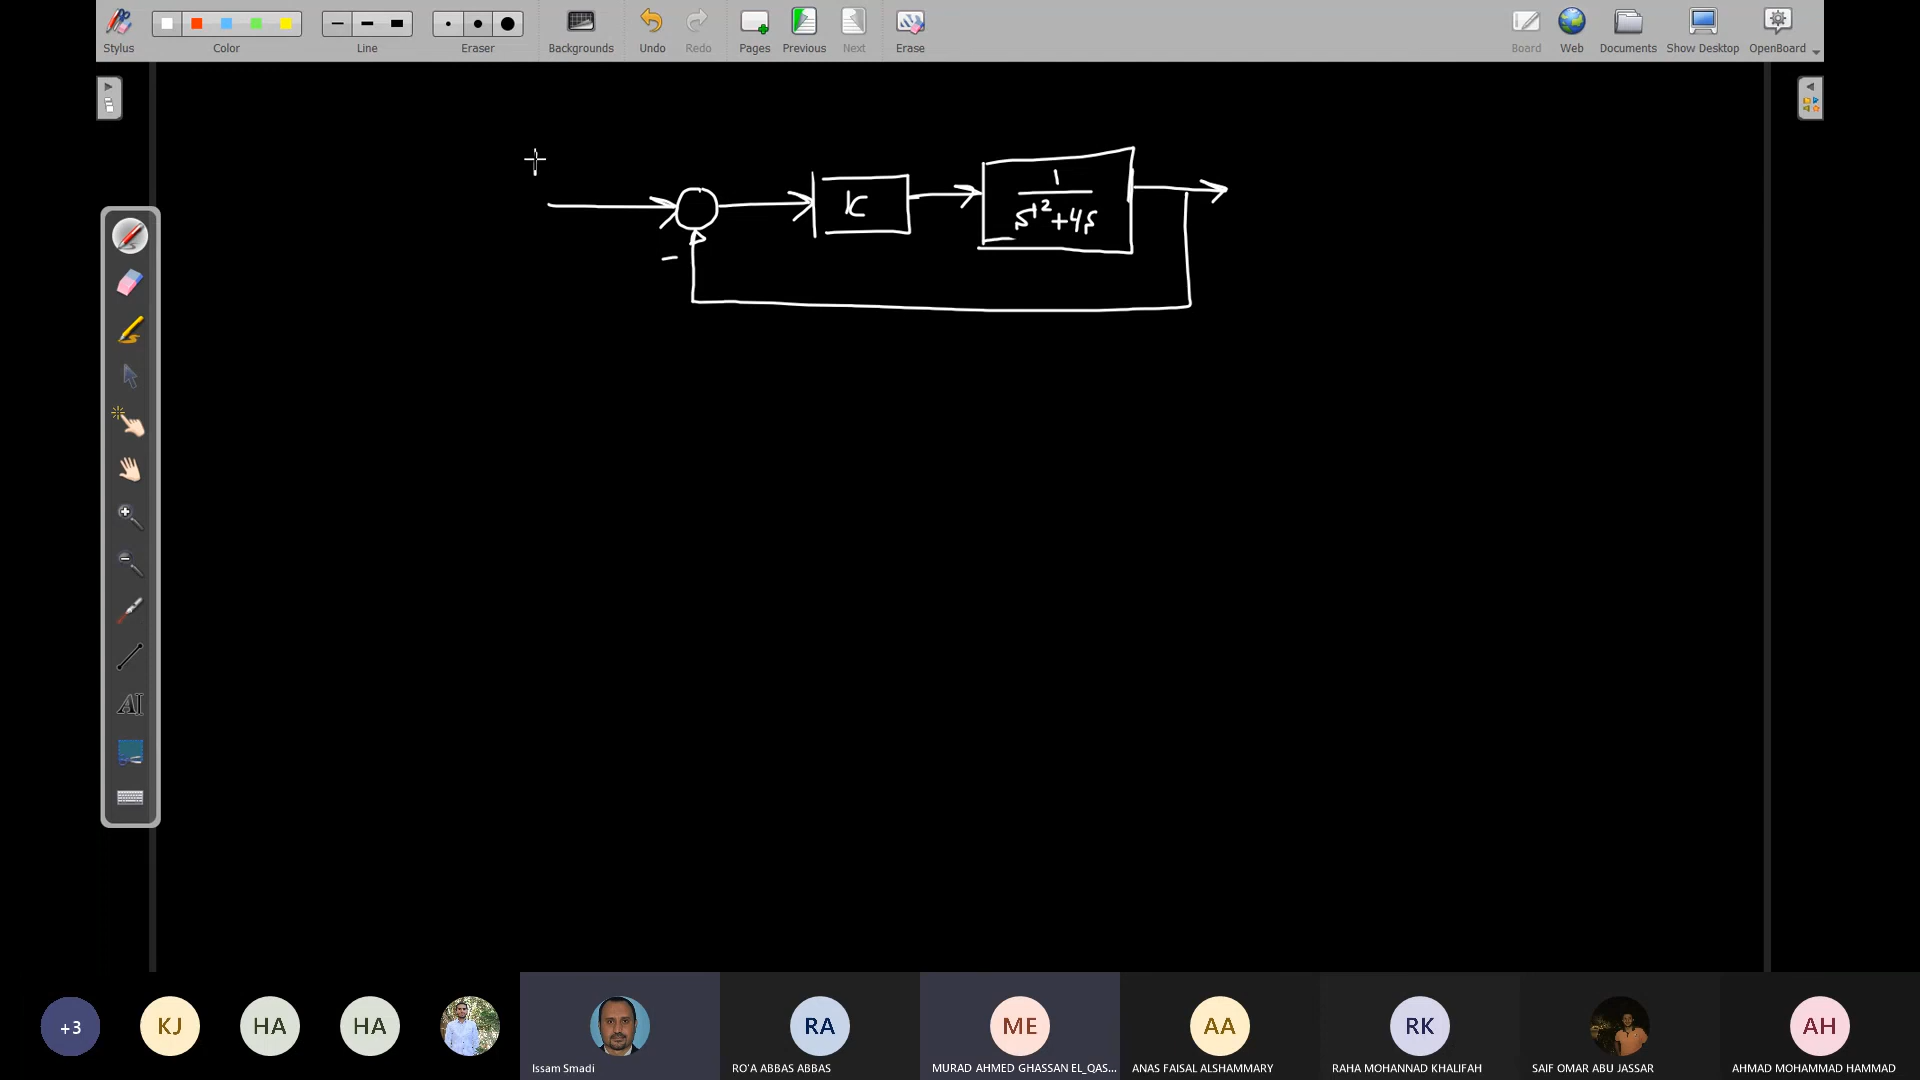 Stylus Color Line Eraser Backgrounds Undo Redo Pages Previous Next Erase Board Web Documents Show Desktop OpenBoard
K
1
s²+4s
-
AI
+3 KJ HA HA RA ME AA RK AH
Issam Smadi RO'A ABBAS ABBAS MURAD AHMED GHASSAN EL_QAS... ANAS FAISAL ALSHAMMARY RAHA MOHANNAD KHALIFAH SAIF OMAR ABU JASSAR AHMAD MOHAMMAD HAMMAD